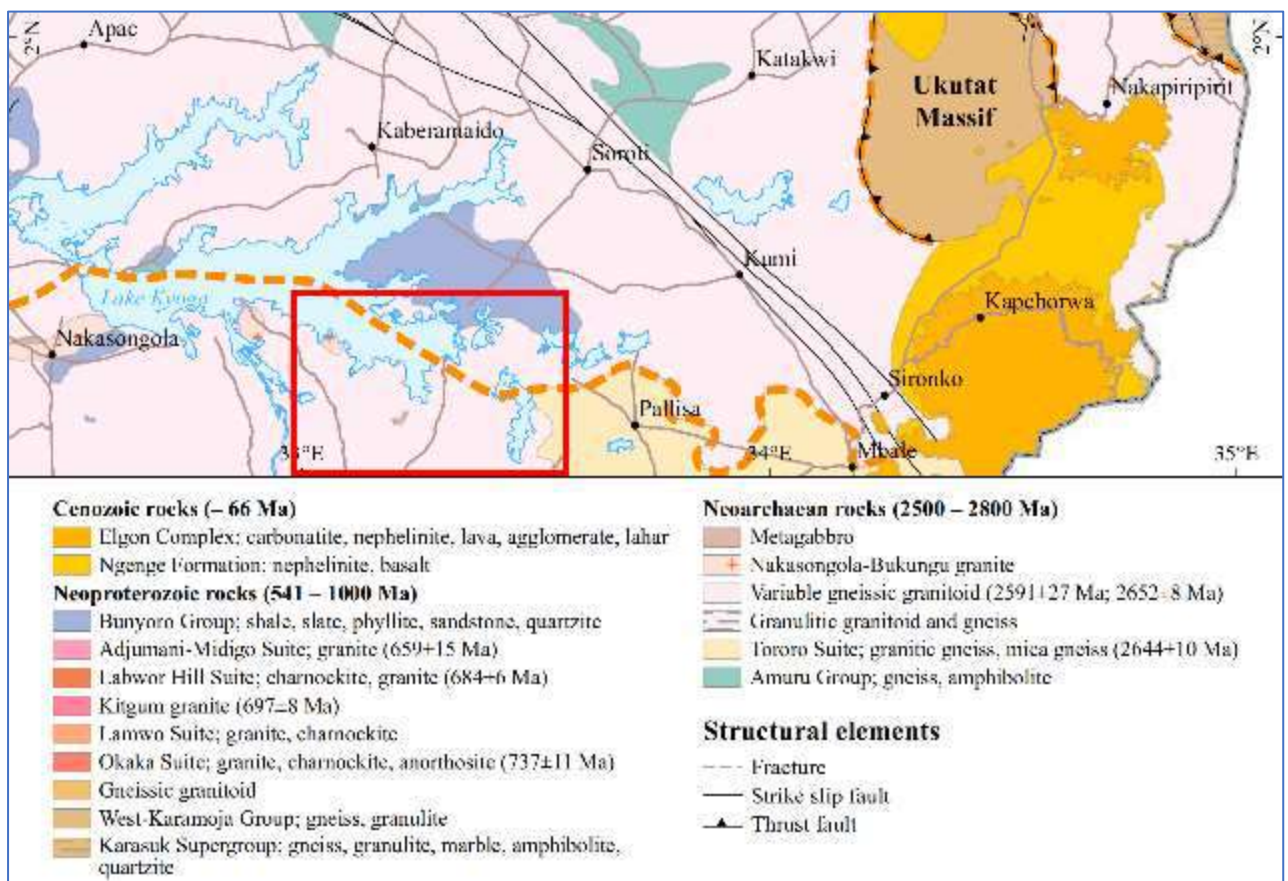 2°N
Apac
Katakwi
Ukutat
Massif
Nakapiripirit
2°N
Kaberamaido
Soroti
Kumi
Lake Kyoga
Kapchorwa
Nakasongola
Sironko
Pallisa
Mbale
33°E
34°E
35°E
Cenozoic rocks (– 66 Ma)
Elgon Complex; carbonatite, nephelinite, lava, agglomerate, lahar
Ngenge Formation; nephelinite, basalt
Neoproterozoic rocks (541 – 1000 Ma)
Bunyoro Group; shale, slate, phyllite, sandstone, quartzite
Adjumani-Midigo Suite; granite (659±15 Ma)
Labwor Hill Suite; charnockite, granite (684±6 Ma)
Kitgum granite (697±8 Ma)
Lamwo Suite; granite, charnockite
Okaka Suite; granite, charnockite, anorthosite (737±11 Ma)
Gneissic granitoid
West-Karamoja Group; gneiss, granulite
Karasuk Supergroup; gneiss, granulite, marble, amphibolite,
quartzite
Neoarchaean rocks (2500 – 2800 Ma)
Metagabbro
Nakasongola-Bukungu granite
Variable gneissic granitoid (2591±27 Ma; 2652±8 Ma)
Granulitic granitoid and gneiss
Tororo Suite; granitic gneiss, mica gneiss (2644±10 Ma)
Amuru Group; gneiss, amphibolite
Structural elements
Fracture
Strike slip fault
Thrust fault